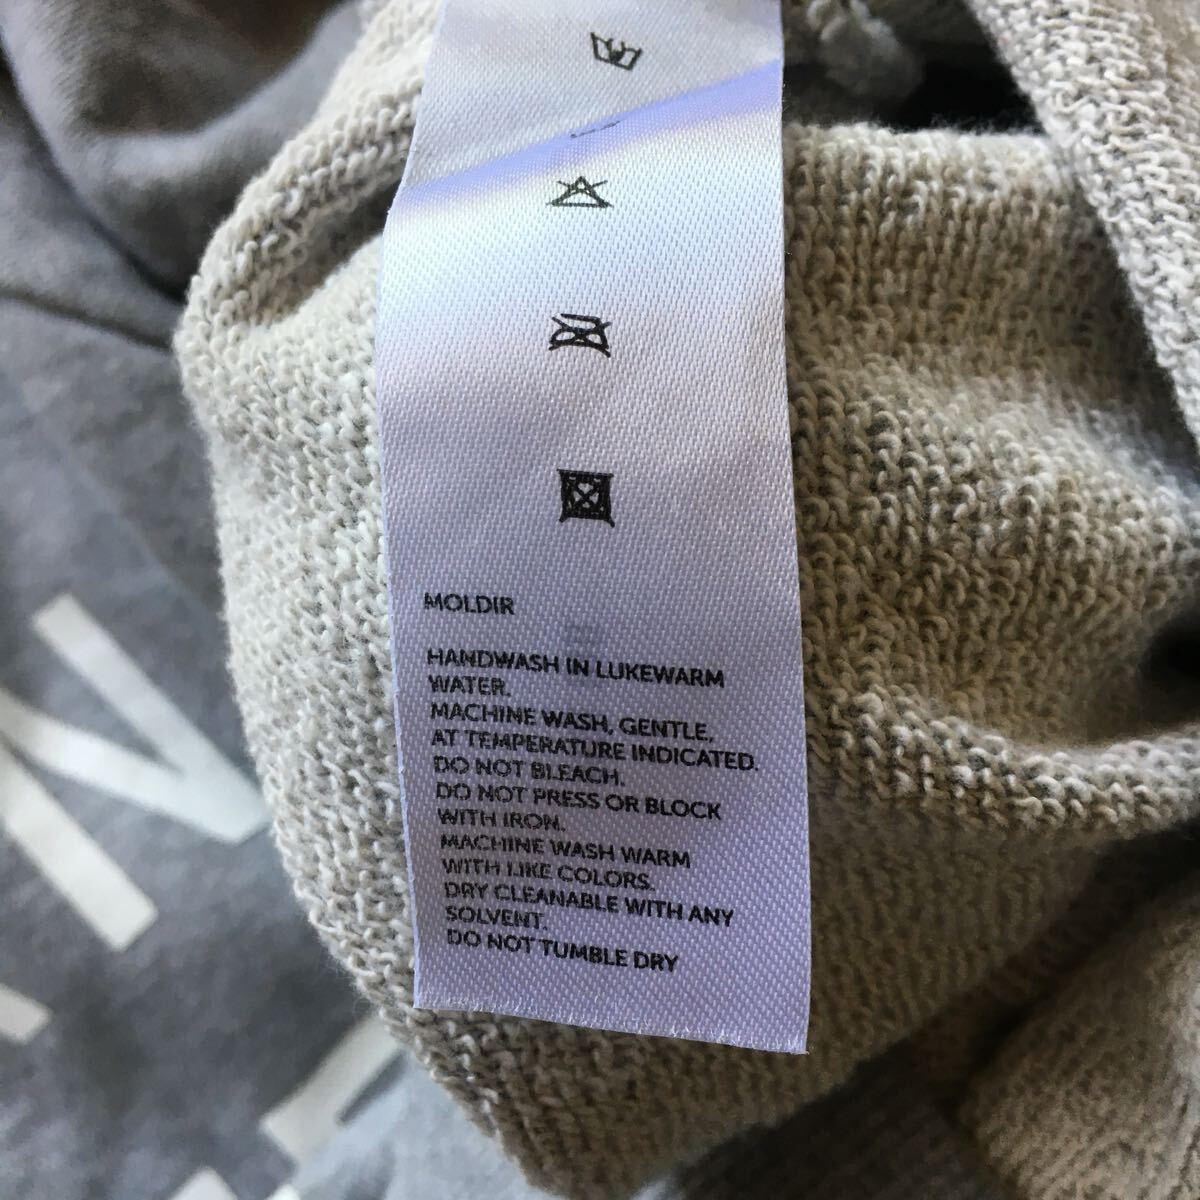 MOLDIR
HANDWASH IN LUKEWARM
WATER.
MACHINE WASH, GENTLE,
AT TEMPERATURE INDICATED.
DO NOT BLEACH.
DO NOT PRESS OR BLOCK
WITH IRON.
MACHINE WASH WARM
WITH LIKE COLORS.
DRY CLEANABLE WITH ANY
SOLVENT.
DO NOT TUMBLE DRY